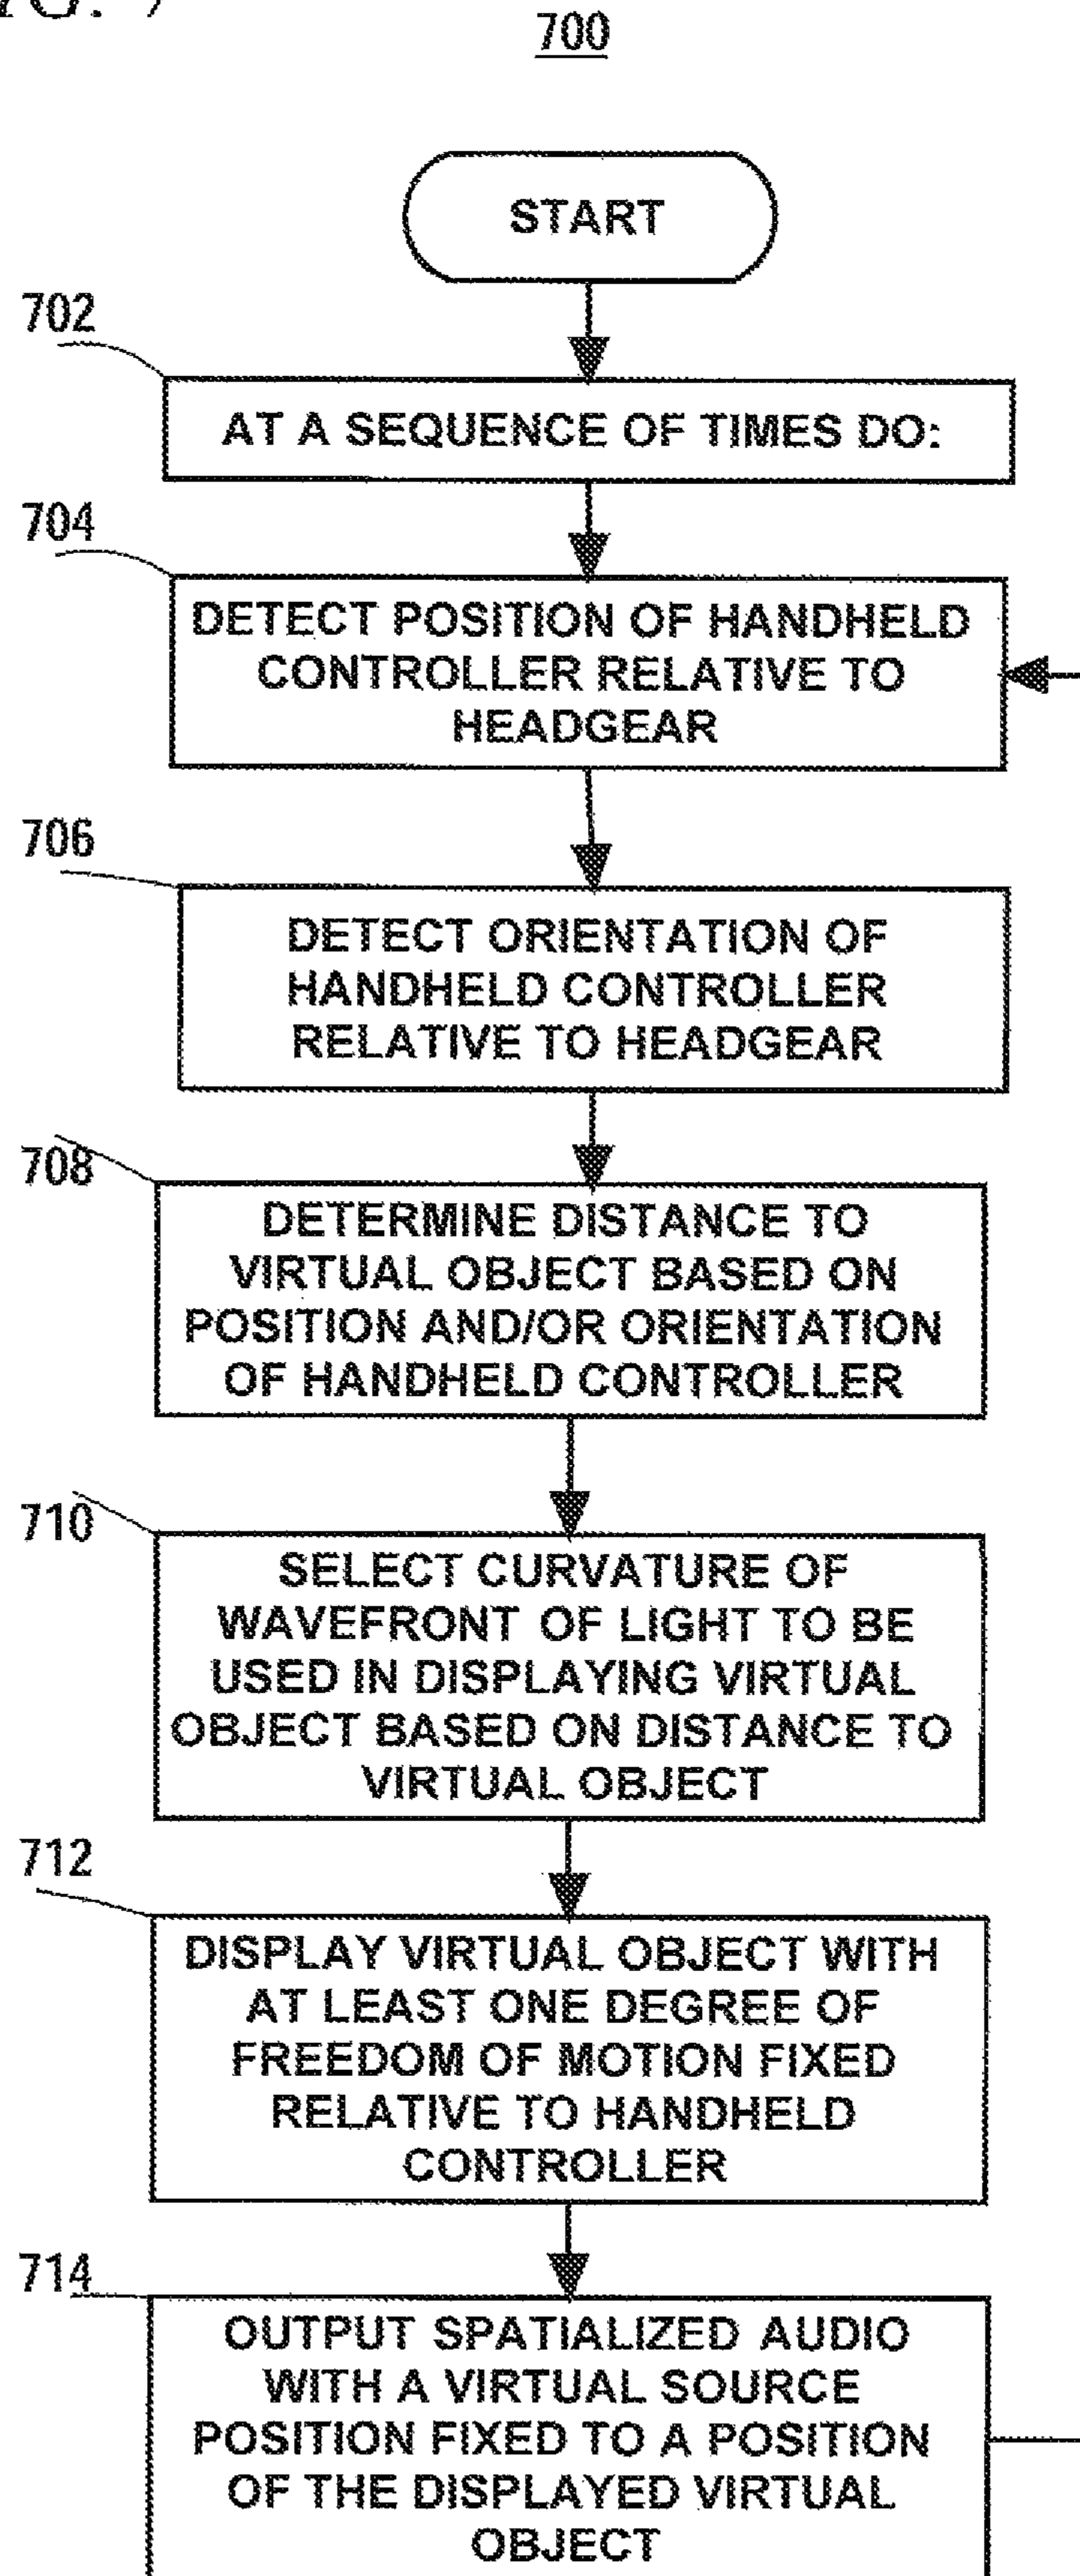 700
START
702
AT A SEQUENCE OF TIMES DO:
704
DETECT POSITION OF HANDHELD
CONTROLLER RELATIVE TO
HEADGEAR
706
DETECT ORIENTATION OF
HANDHELD CONTROLLER
RELATIVE TO HEADGEAR
708
DETERMINE DISTANCE TO
VIRTUAL OBJECT BASED ON
POSITION AND/OR ORIENTATION
OF HANDHELD CONTROLLER
710
SELECT CURVATURE OF
WAVEFRONT OF LIGHT TO BE
USED IN DISPLAYING VIRTUAL
OBJECT BASED ON DISTANCE TO
VIRTUAL OBJECT
712
DISPLAY VIRTUAL OBJECT WITH
AT LEAST ONE DEGREE OF
FREEDOM OF MOTION FIXED
RELATIVE TO HANDHELD
CONTROLLER
714
OUTPUT SPATIALIZED AUDIO
WITH A VIRTUAL SOURCE
POSITION FIXED TO A POSITION
OF THE DISPLAYED VIRTUAL
OBJECT